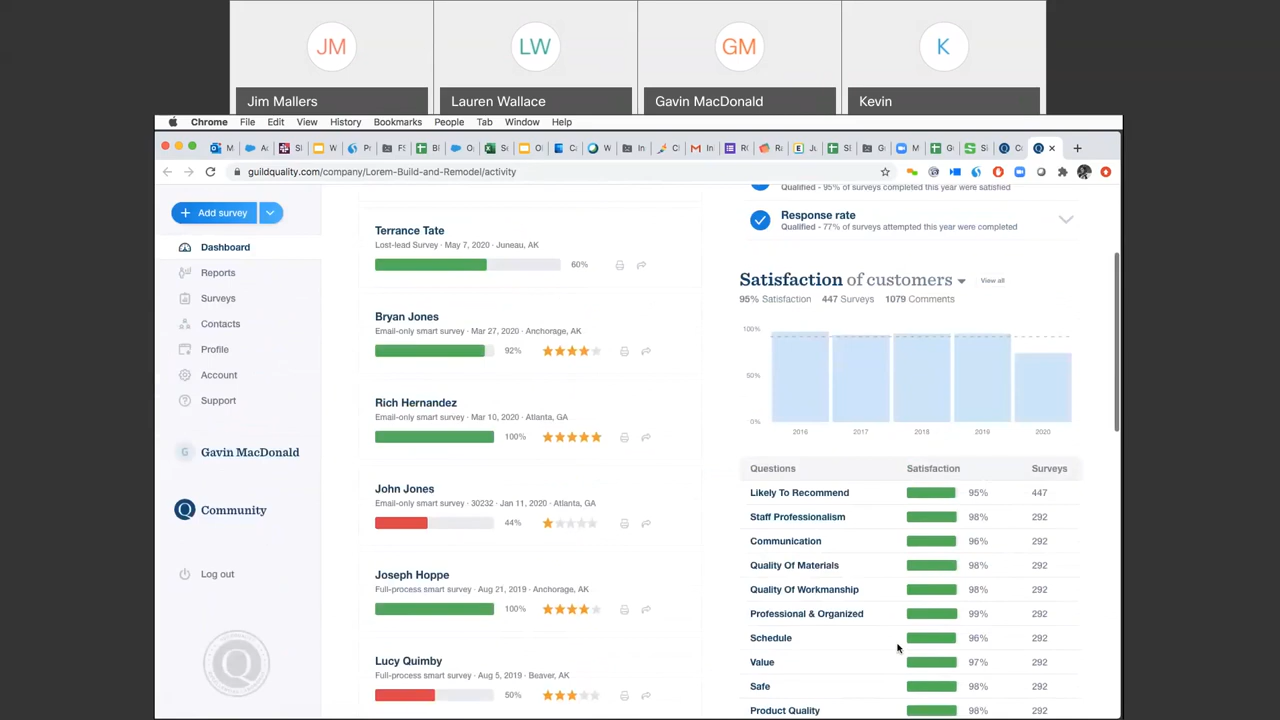 JM
LW
GM
K
Jim Mallers
Lauren Wallace
Gavin MacDonald
Kevin
Chrome File Edit View History Bookmarks People Tab Window Help
guildquality.com/company/Lorem-Build-and-Remodel/activity
+ Add survey
Dashboard
Reports
Surveys
Contacts
Profile
Account
Support
G Gavin MacDonald
Q Community
Log out
Q
Terrance Tate
Lost-lead Survey · May 7, 2020 · Juneau, AK
60%
Bryan Jones
Email-only smart survey · Mar 27, 2020 · Anchorage, AK
92%
Rich Hernandez
Email-only smart survey · Mar 10, 2020 · Atlanta, GA
100%
John Jones
Email-only smart survey · 30232 · Jan 11, 2020 · Atlanta, GA
44%
Joseph Hoppe
Full-process smart survey · Aug 21, 2019 · Anchorage, AK
100%
Lucy Quimby
Full-process smart survey · Aug 5, 2019 · Beaver, AK
50%
Qualified - 95% of surveys completed this year were satisfied
Response rate
Qualified - 77% of surveys attempted this year were completed
Satisfaction of customers View all
95% Satisfaction 447 Surveys 1079 Comments
100%
50%
0%
2016 2017 2018 2019 2020
Questions Satisfaction Surveys
Likely To Recommend 95% 447
Staff Professionalism 98% 292
Communication 96% 292
Quality Of Materials 98% 292
Quality Of Workmanship 98% 292
Professional & Organized 99% 292
Schedule 96% 292
Value 97% 292
Safe 98% 292
Product Quality 98% 292